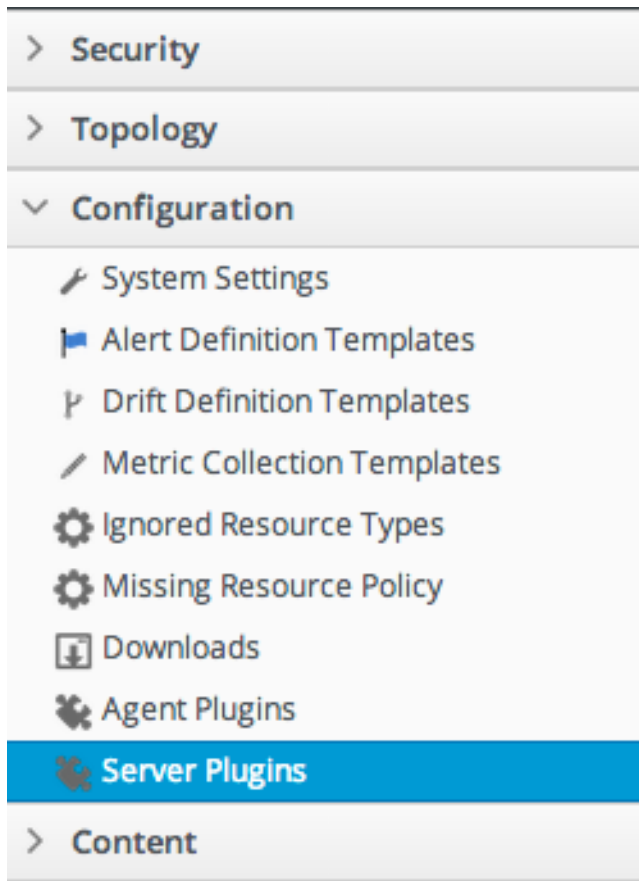 Security
Topology
Configuration
System Settings
Alert Definition Templates
Drift Definition Templates
Metric Collection Templates
Ignored Resource Types
Missing Resource Policy
Downloads
Agent Plugins
Server Plugins
Content